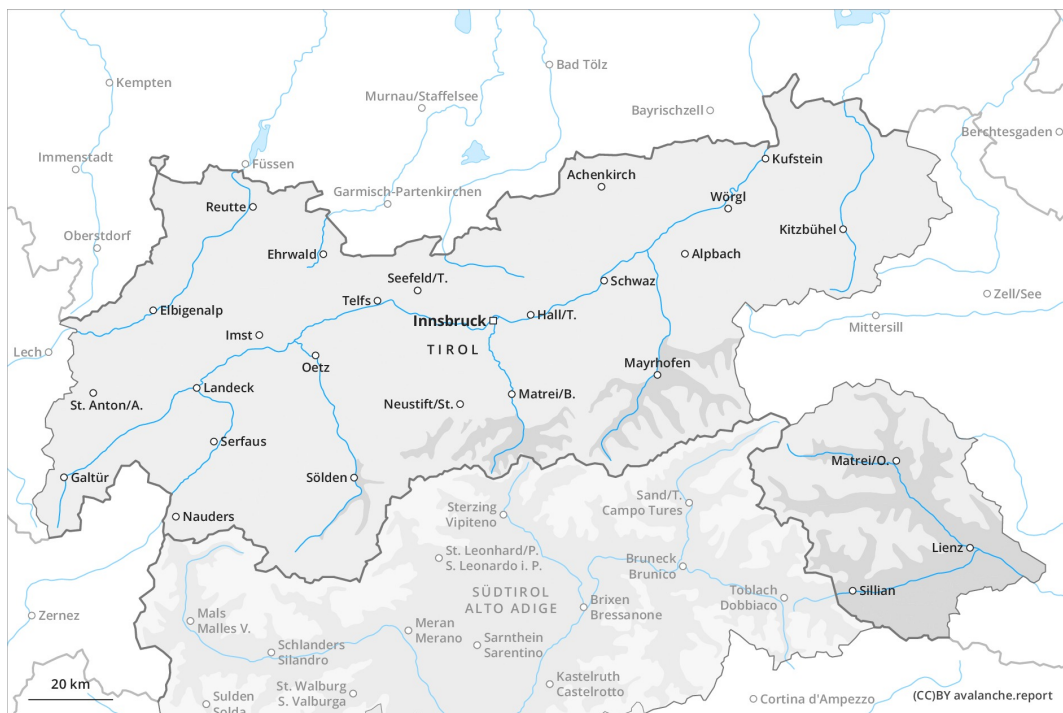 Kempten
Bad Tölz
Murnau/Staffelsee
Bayrischzell
Berchtesgaden
Immenstadt
Füssen
Kufstein
Achenkirch
Garmisch-Partenkirchen
Reutte
Wörgl
Oberstdorf
Kitzbühel
Ehrwald
Alpbach
Seefeld/T.
Schwaz
Telfs
Zell/See
Elbigenalp
Innsbruck
Hall/T.
Mittersill
Imst
TIROL
Lech
Oetz
Mayrhofen
Landeck
St. Anton/A.
Neustift/St.
Matrei/B.
Serfaus
Matrei/O.
Galtür
Sölden
Sand/T.
Campo Tures
Sterzing
Vipiteno
Nauders
Lienz
St. Leonhard/P.
S. Leonardo i. P.
Bruneck
Brunico
SÜDTIROL
ALTO ADIGE
Toblach
Dobbiaco
Sillian
Brixen
Bressanone
Zernez
Mals
Malles V.
Meran
Merano
Sarnthein
Sarentino
Schlanders
Silandro
20 km
St. Walburg
S. Valburga
Kastelruth
Castelrotto
Sulden
Solda
Cortina d'Ampezzo
(CC)BY avalanche.report